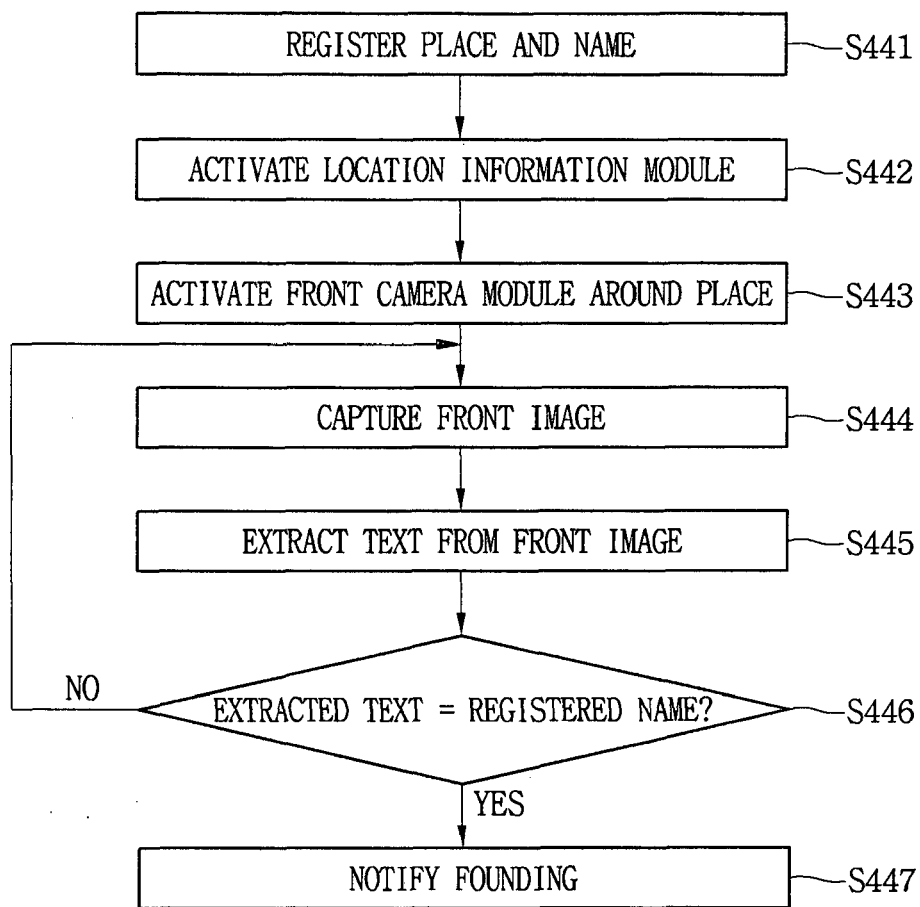 REGISTER PLACE AND NAME S441
ACTIVATE LOCATION INFORMATION MODULE S442
ACTIVATE FRONT CAMERA MODULE AROUND PLACE S443
CAPTURE FRONT IMAGE S444
EXTRACT TEXT FROM FRONT IMAGE S445
NO
EXTRACTED TEXT = REGISTERED NAME? S446
YES
NOTIFY FOUNDING S447